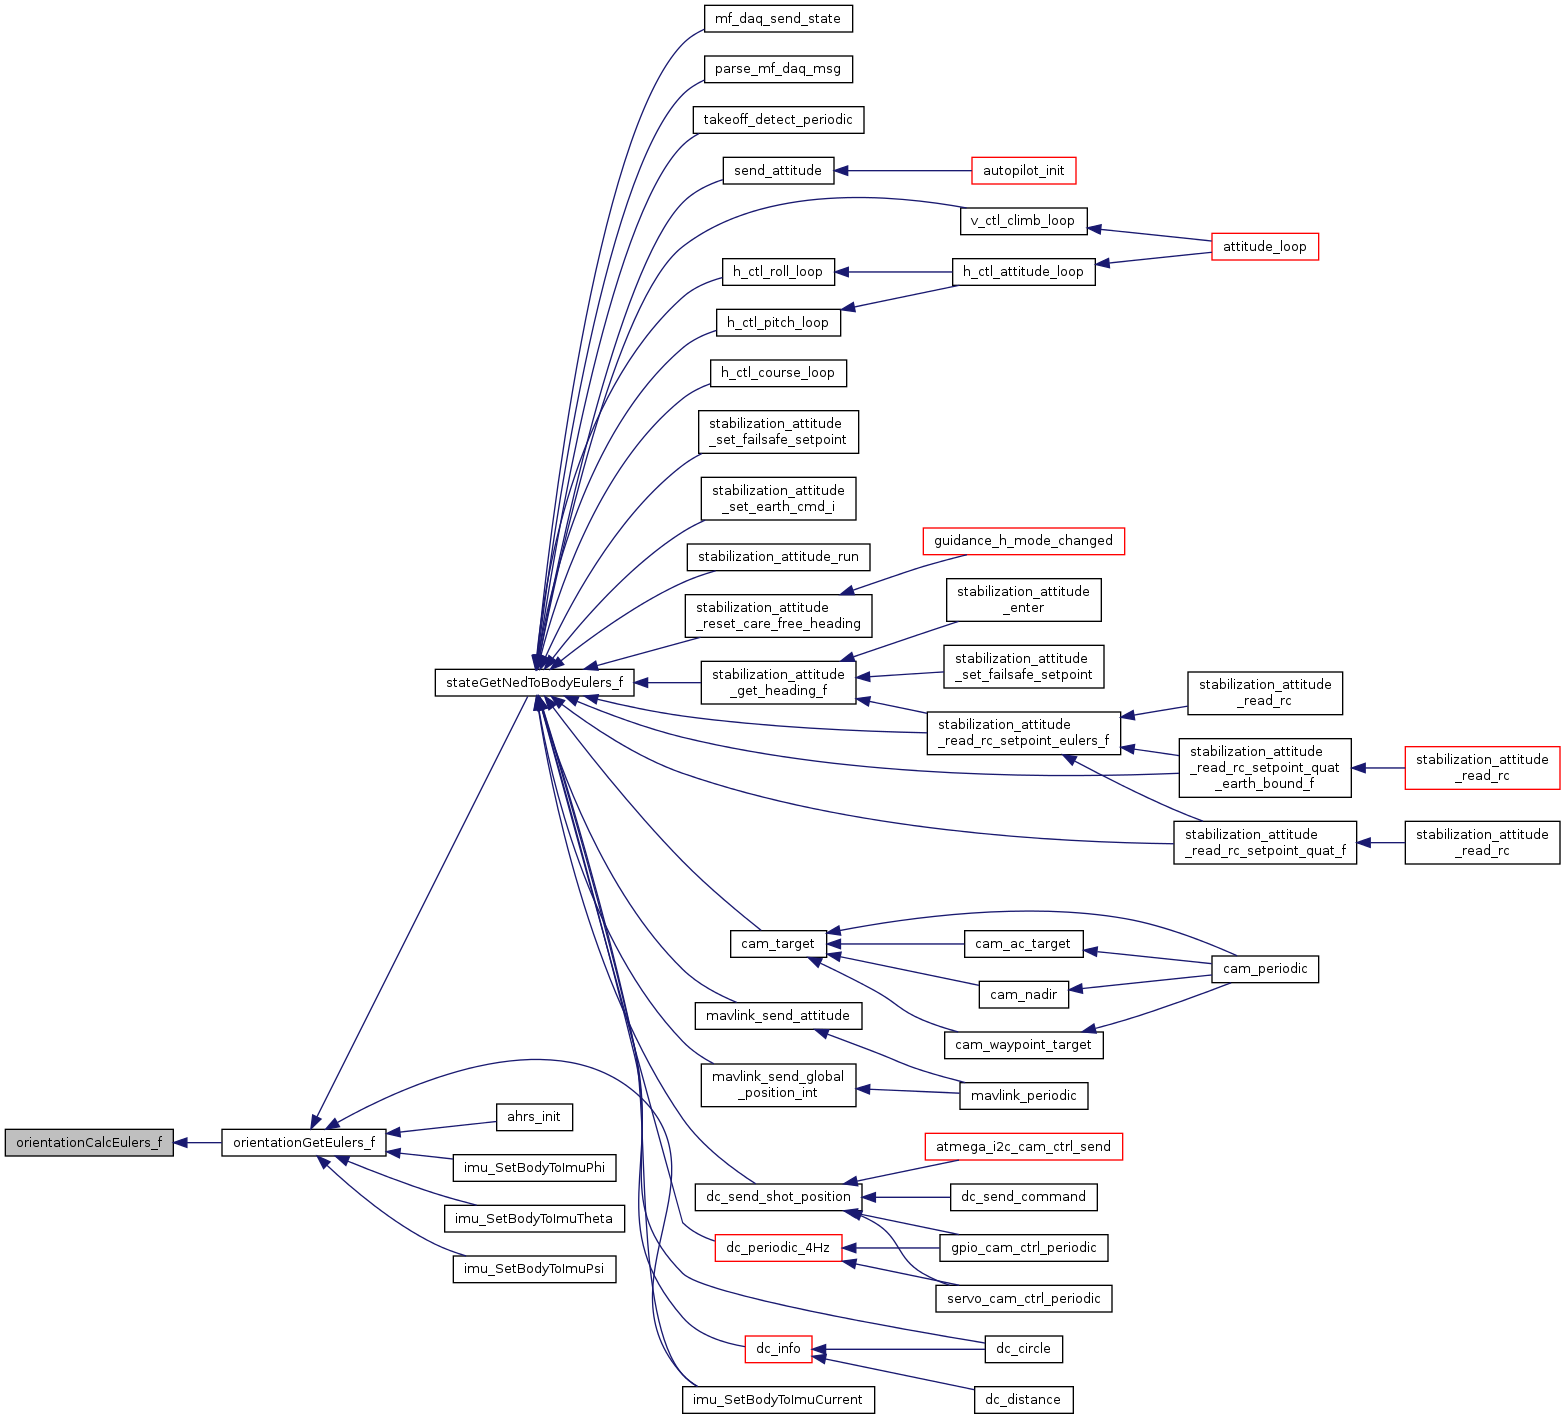 mf_daq_send_state
parse_mf_daq_msg
takeoff_detect_periodic
send_attitude
autopilot_init
v_ctl_climb_loop
attitude_loop
h_ctl_roll_loop
h_ctl_attitude_loop
h_ctl_pitch_loop
h_ctl_course_loop
stabilization_attitude
_set_failsafe_setpoint
stabilization_attitude
_set_earth_cmd_i
guidance_h_mode_changed
stabilization_attitude_run
stabilization_attitude
_enter
stabilization_attitude
_reset_care_free_heading
stateGetNedToBodyEulers_f
stabilization_attitude
_get_heading_f
stabilization_attitude
_set_failsafe_setpoint
stabilization_attitude
_read_rc
stabilization_attitude
_read_rc_setpoint_eulers_f
stabilization_attitude
_read_rc_setpoint_quat
_earth_bound_f
stabilization_attitude
_read_rc
stabilization_attitude
_read_rc_setpoint_quat_f
stabilization_attitude
_read_rc
cam_target
cam_ac_target
cam_periodic
cam_nadir
mavlink_send_attitude
cam_waypoint_target
mavlink_send_global
_position_int
mavlink_periodic
orientationCalcEulers_f
orientationGetEulers_f
ahrs_init
imu_SetBodyToImuPhi
imu_SetBodyToImuTheta
imu_SetBodyToImuPsi
atmega_i2c_cam_ctrl_send
dc_send_shot_position
dc_send_command
dc_periodic_4Hz
gpio_cam_ctrl_periodic
servo_cam_ctrl_periodic
dc_info
dc_circle
imu_SetBodyToImuCurrent
dc_distance